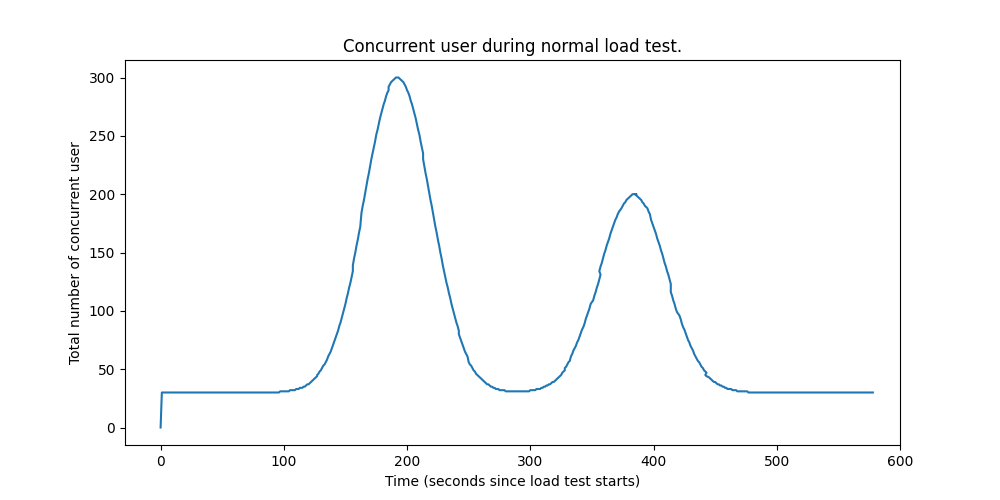 Concurrent user during normal load test.
300
250
200
150
100
50
0
Total number of concurrent user
0 100 200 300 400 500 600
Time (seconds since load test starts)